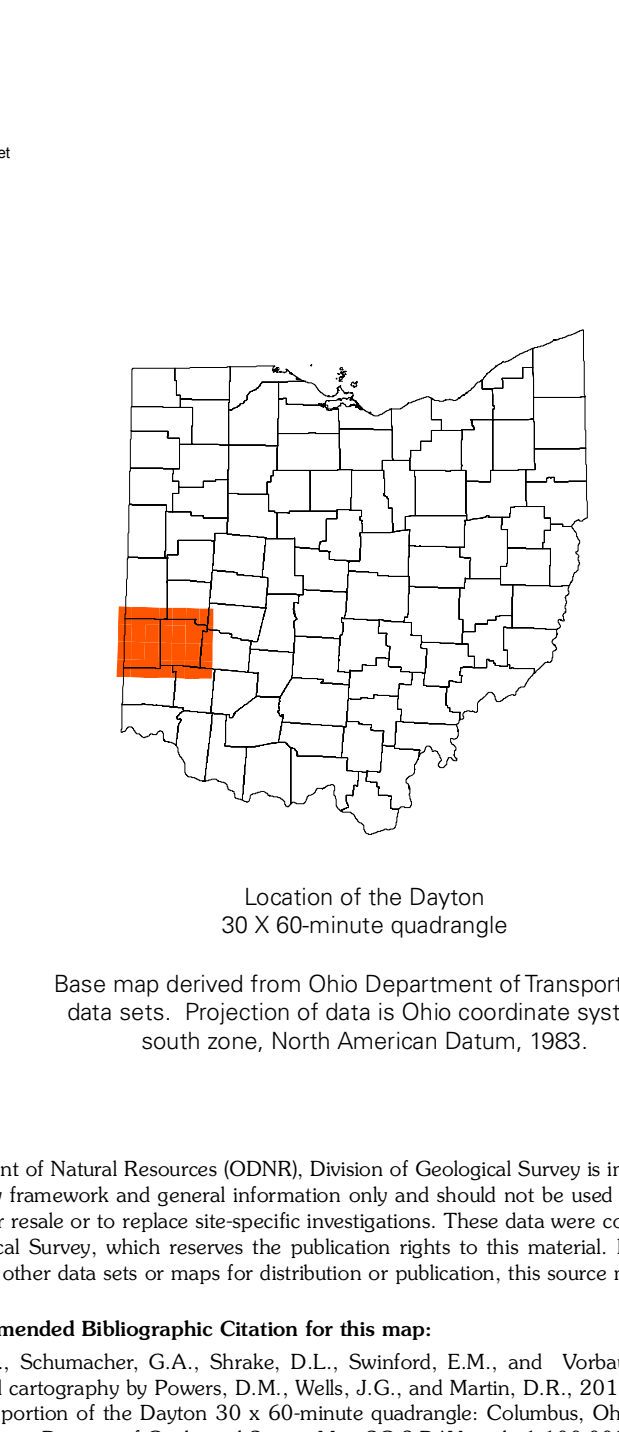 et
Location of the Dayton
30 X 60-minute quadrangle
Base map derived from Ohio Department of Transport
data sets. Projection of data is Ohio coordinate syst
south zone, North American Datum, 1983.
nt of Natural Resources (ODNR), Division of Geological Survey is in
framework and general information only and should not be used
r resale or to replace site-specific investigations. These data were co
cal Survey, which reserves the publication rights to this material. I
other data sets or maps for distribution or publication, this source
mended Bibliographic Citation for this map:
., Schumacher, G.A., Shrake, D.L., Swinford, E.M., and Vorbau
l cartography by Powers, D.M., Wells, J.G., and Martin, D.R., 201
portion of the Dayton 30 x 60-minute quadrangle: Columbus, Oh